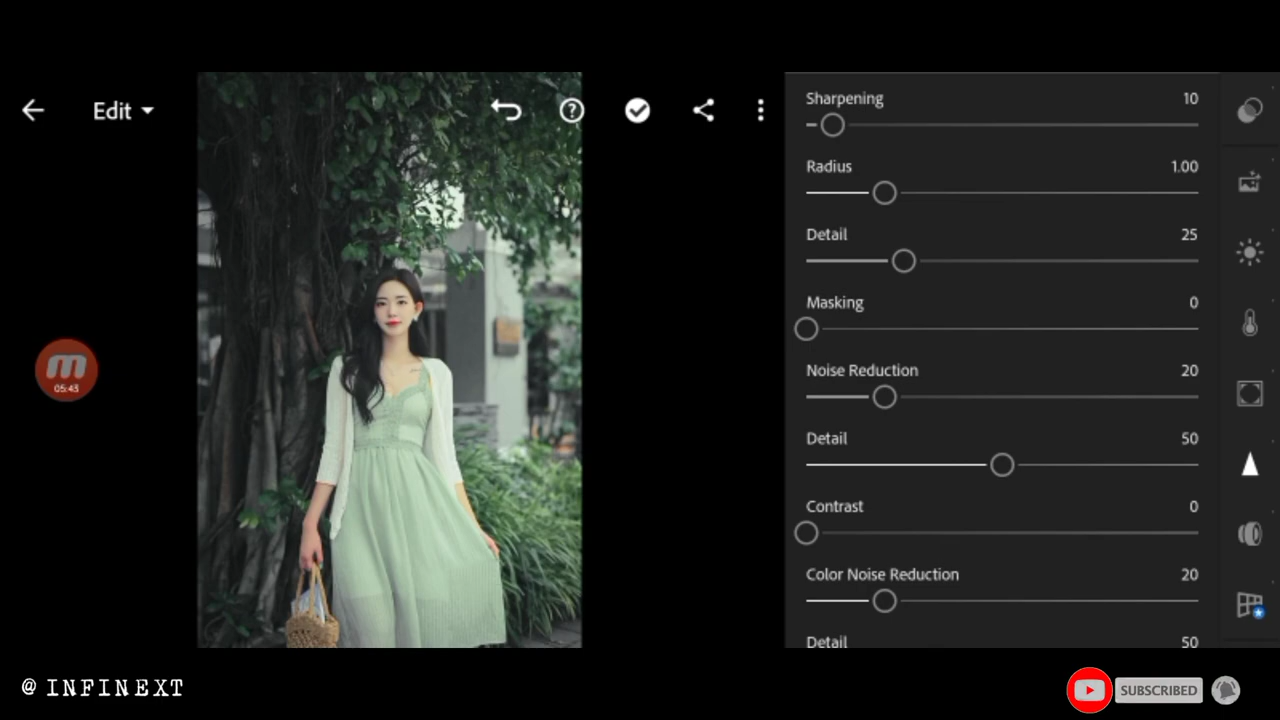 Edit
Sharpening 10
Radius 1.00
Detail 25
Masking 0
Noise Reduction 20
Detail 50
Contrast 0
Color Noise Reduction 20
Detail 50
m
05:43
@ INFINEXT
SUBSCRIBED